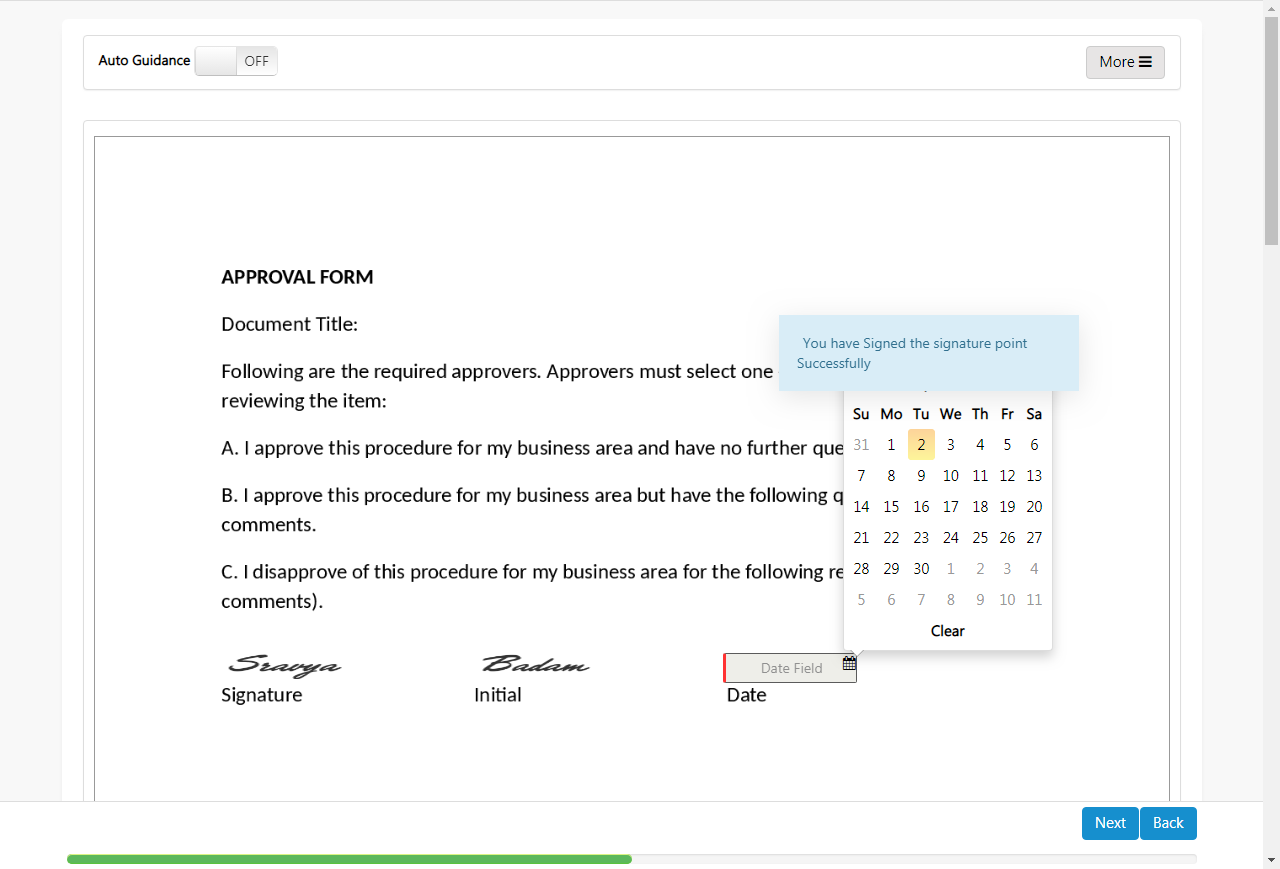 Auto Guidance OFF More
APPROVAL FORM
Document Title:
Following are the required approvers. Approvers must select one
reviewing the item:
You have Signed the signature point
Successfully
Su Mo Tu We Th Fr Sa
31 1 2 3 4 5 6
7 8 9 10 11 12 13
14 15 16 17 18 19 20
21 22 23 24 25 26 27
28 29 30 1 2 3 4
5 6 7 8 9 10 11
Clear
A. I approve this procedure for my business area and have no further que
B. I approve this procedure for my business area but have the following q
comments.
C. I disapprove of this procedure for my business area for the following re
comments).
Sravya Badam Date Field
Signature Initial Date
Next Back